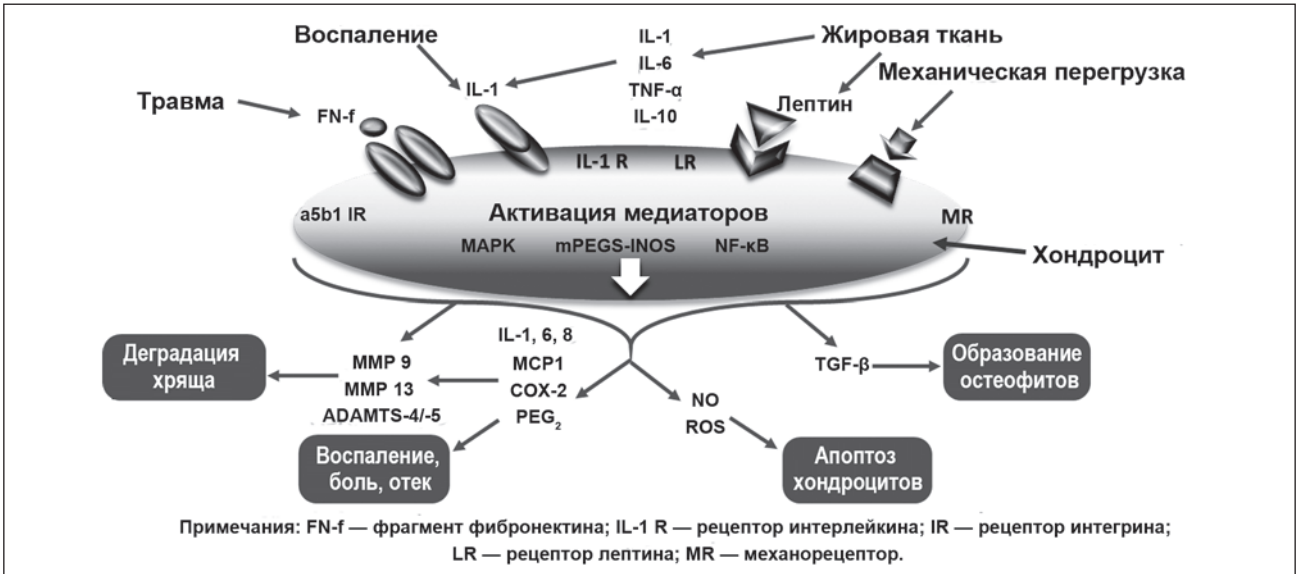 Воспаление
IL-1
IL-6
TNF-α
IL-10
Жировая ткань
Механическая перегрузка
Травма
FN-f
IL-1
Лептин
IL-1 R
LR
a5b1 IR
Активация медиаторов
MR
MAPK
mPEGS-INOS
NF-κB
Хондроцит
Деградация
хряща
MMP 9
MMP 13
ADAMTS-4/-5
IL-1, 6, 8
MCP1
COX-2
PEG₂
NO
ROS
TGF-β
Образование
остеофитов
Воспаление,
боль, отек
Апоптоз
хондроцитов
Примечания: FN-f — фрагмент фибронектина; IL-1 R — рецептор интерлейкина; IR — рецептор интегрина;
LR — рецептор лептина; MR — механорецептор.